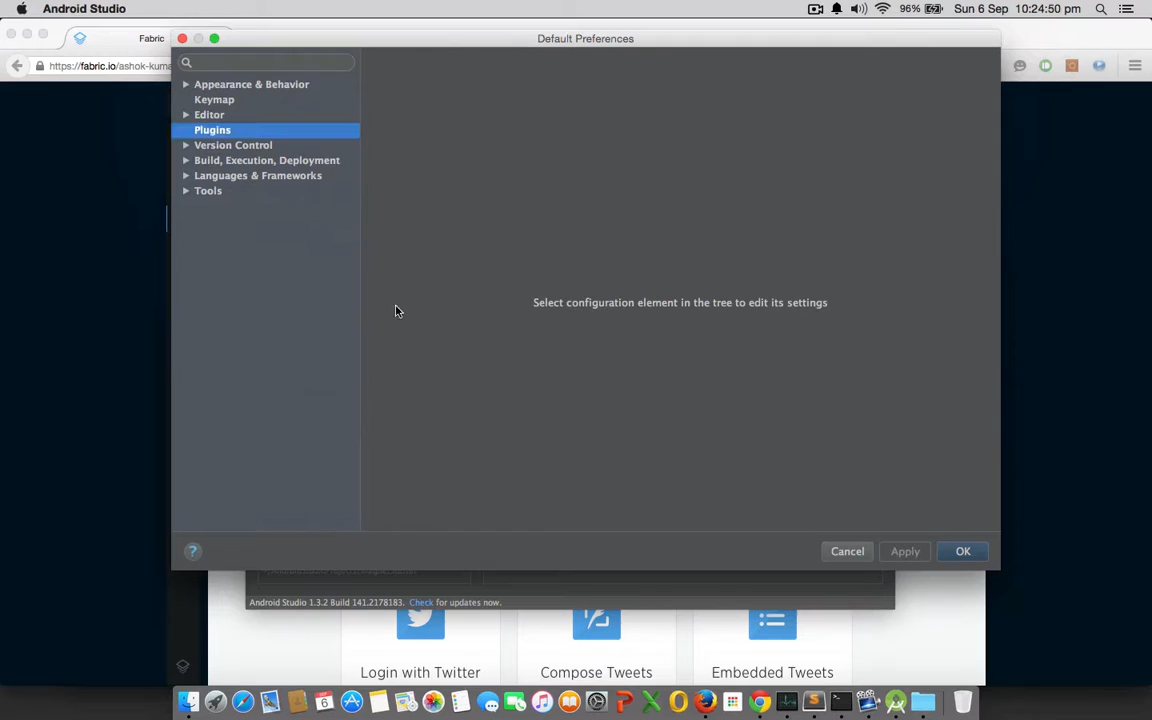 Android Studio
96%
Sun 6 Sep 10:24:50 pm
Fabric
https://fabric.io/ashok-kuma
Default Preferences
Appearance & Behavior
Keymap
Editor
Plugins
Version Control
Build, Execution, Deployment
Languages & Frameworks
Tools
Select configuration element in the tree to edit its settings
?
Cancel
Apply
OK
Android Studio 1.3.2 Build 141.2178183. Check for updates now.
Login with Twitter
Compose Tweets
Embedded Tweets
6